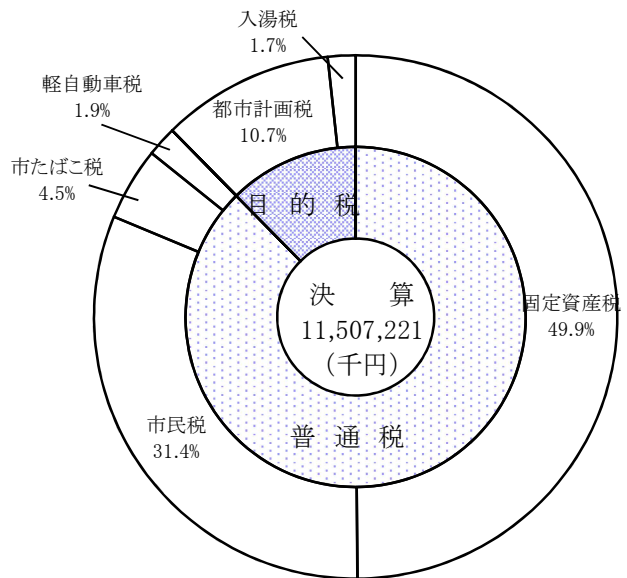 入湯税
1.7%
軽自動車税
1.9%
都市計画税
10.7%
市たばこ税
4.5%
目的税
決算
11,507,221
(千円)
固定資産税
49.9%
市民税
31.4%
普通税